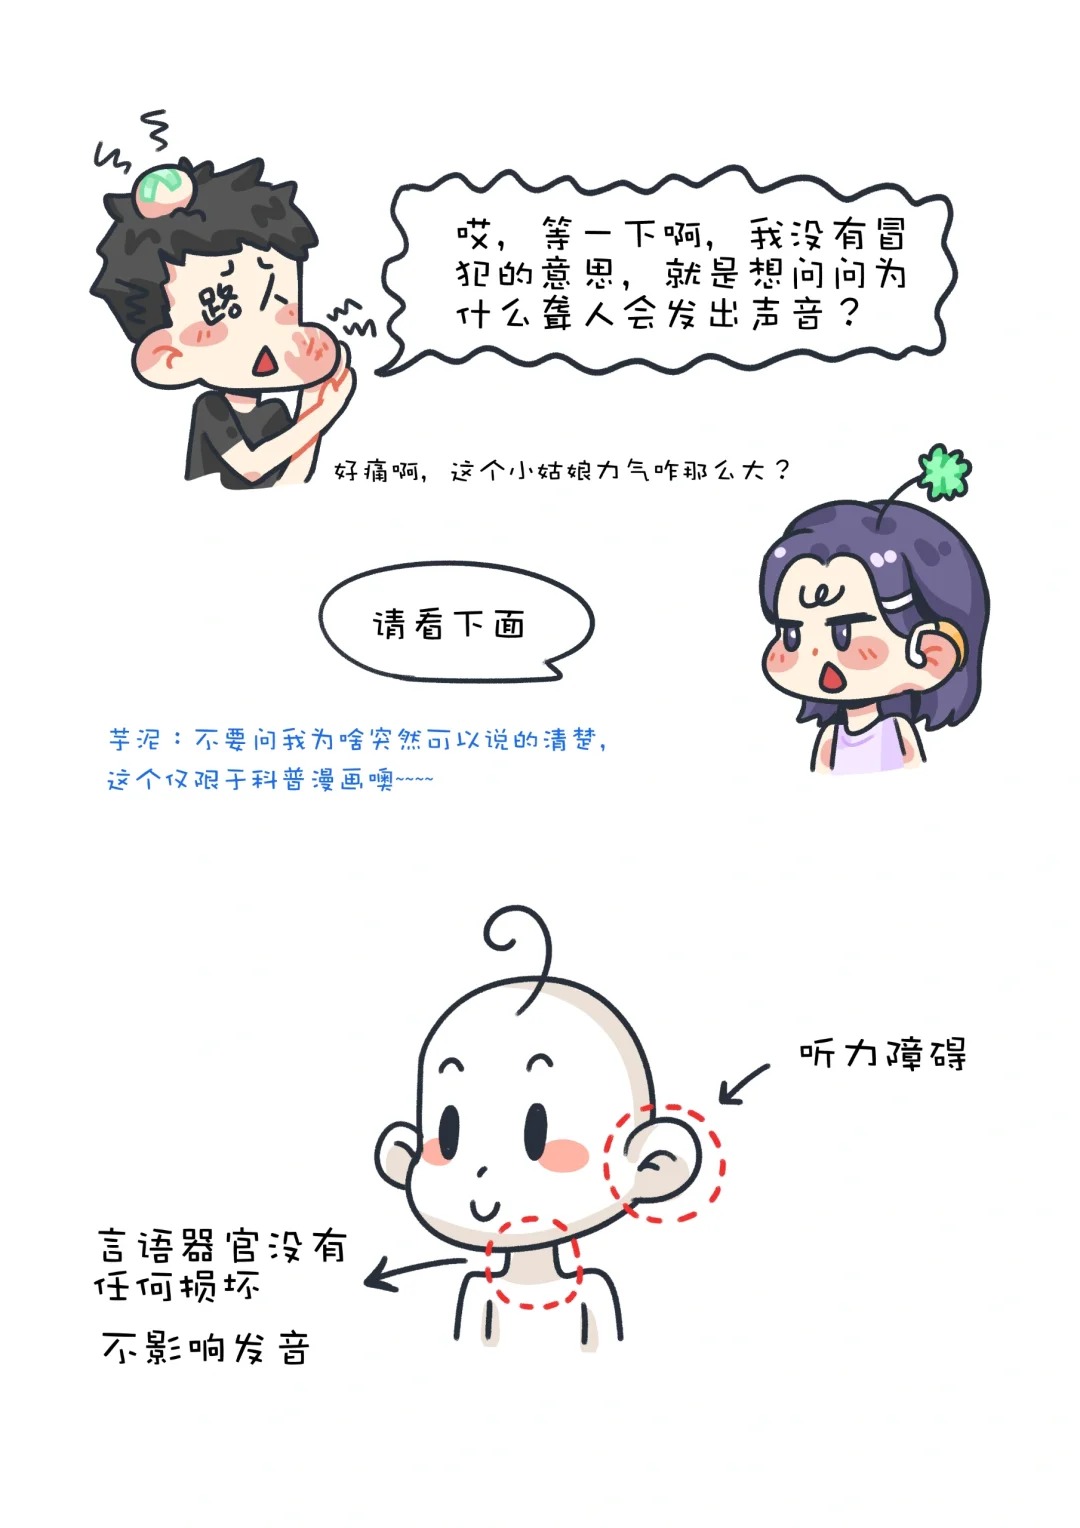 路人
哎，等一下啊，我没有冒
犯的意思，就是想问问为
什么聋人会发出声音？
好痛啊，这个小姑娘力气咋那么大？
请看下面
芋泥：不要问我为啥突然可以说的清楚，
这个仅限于科普漫画噢~~~~
听力障碍
言语器官没有
任何损坏
不影响发音